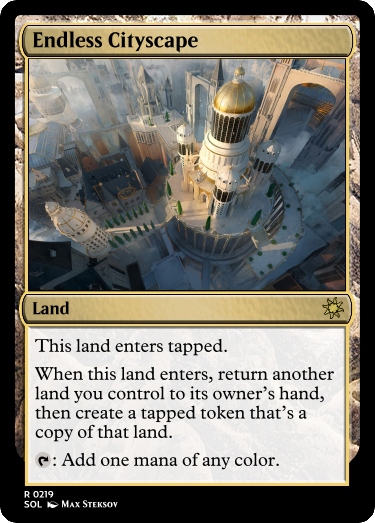 Endless Cityscape
Land
This land enters tapped.
When this land enters, return another
land you control to its owner's hand,
then create a tapped token that's a
copy of that land.
: Add one mana of any color.
R 0219
SOL Max Steksov